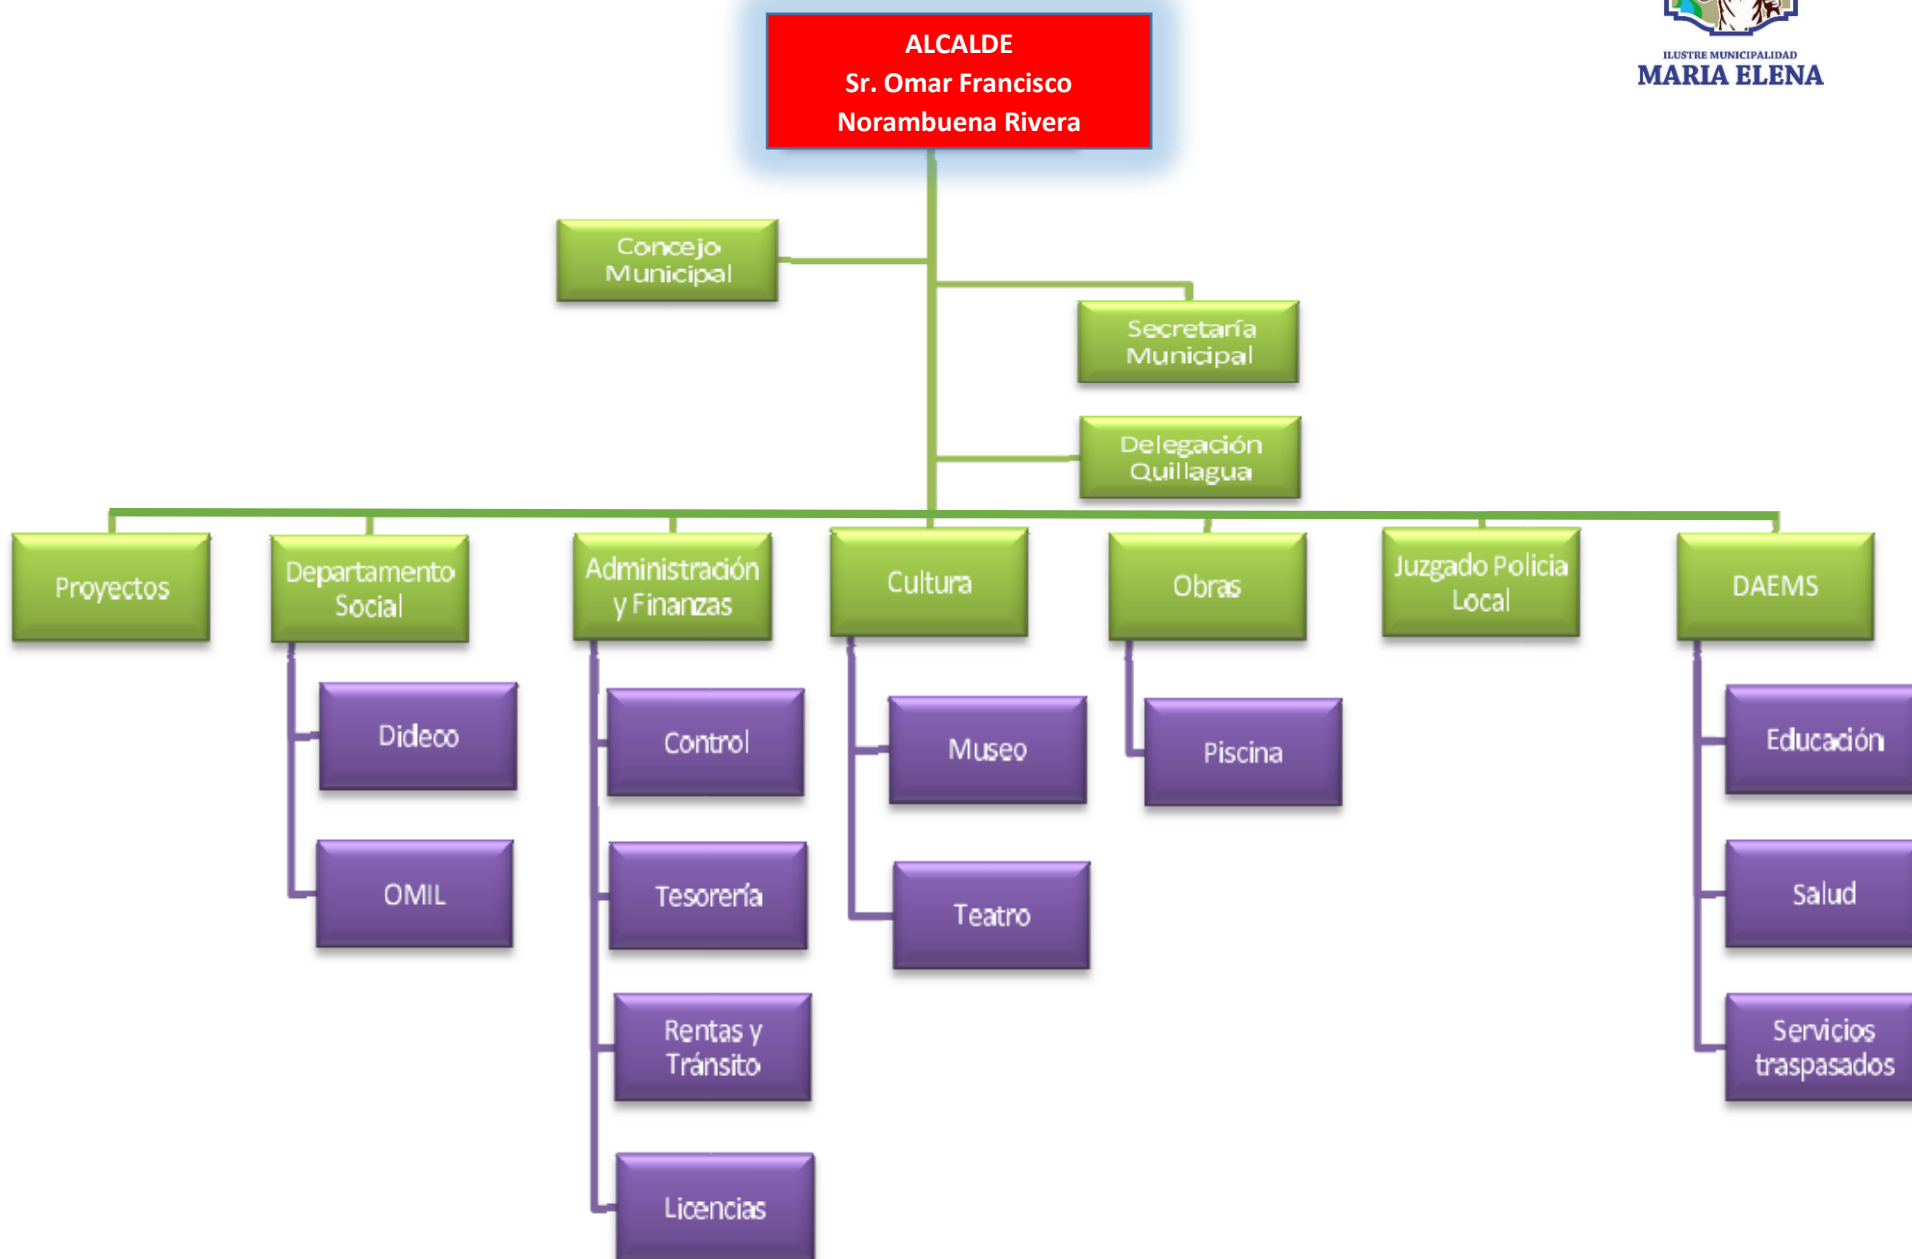 ALCALDE
Sr. Omar Francisco
Norambuena Rivera
ILUSTRE MUNICIPALIDAD
MARIA ELENA
Concejo
Municipal
Secretaría
Municipal
Delegación
Quillagua
Proyectos
Departamento
Social
Administración
y Finanzas
Cultura
Obras
Juzgado Policia
Local
DAEMS
Dideco
Control
Museo
Piscina
Educación
OMIL
Tesorería
Teatro
Salud
Rentas y
Tránsito
Servicios
traspasados
Licencias